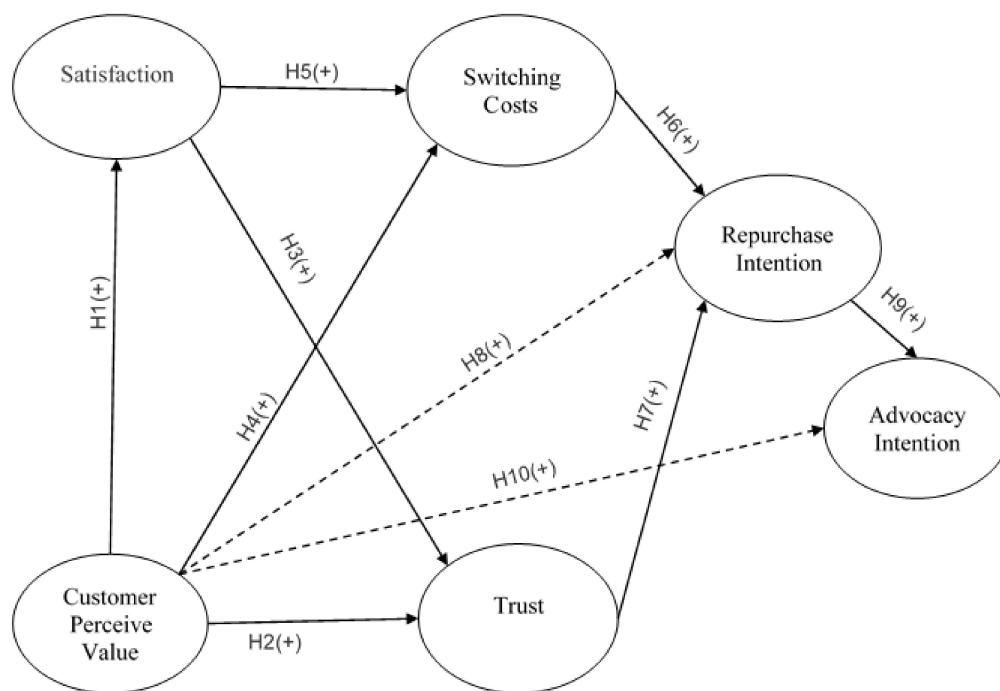 Satisfaction
H5(+)
Switching
Costs
H6(+)
H3(+)
Repurchase
Intention
H1(+)
H9(+)
H8(+)
H4(+)
H7(+)
Advocacy
Intention
H10(+)
Customer
Perceive
Value
H2(+)
Trust